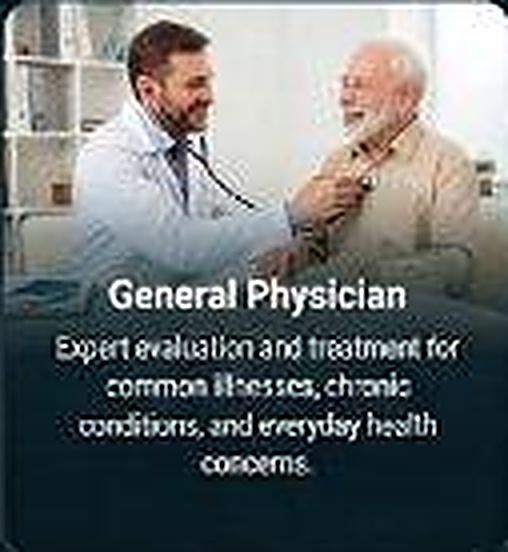 General Physician
Expert evaluation and treatment for
common illnesses, chronic
conditions, and everyday health
concerns.